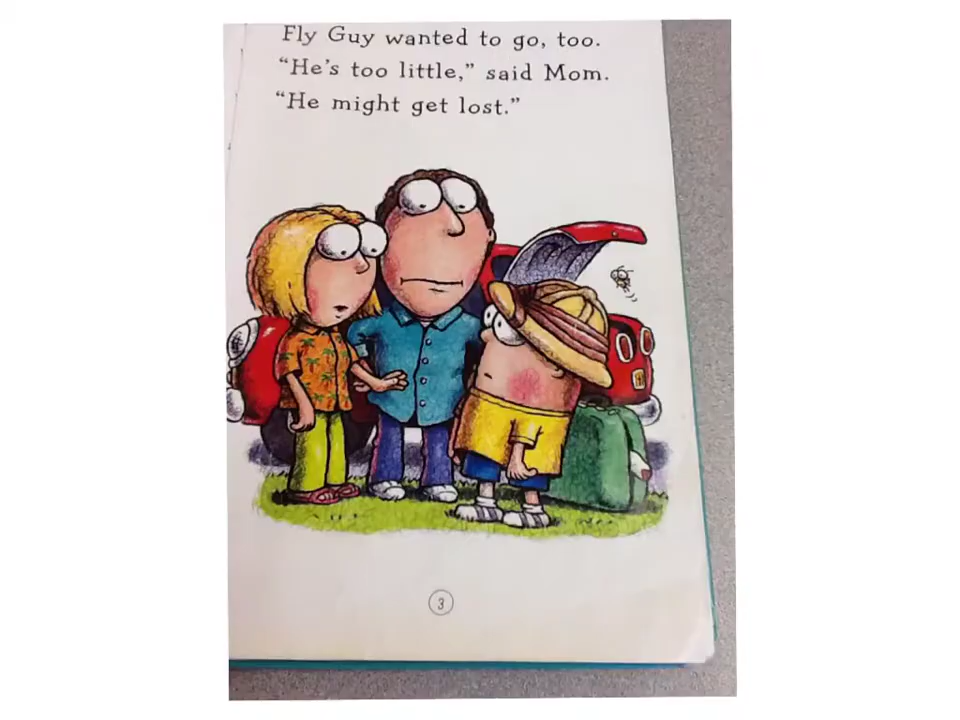 Fly Guy wanted to go, too.
“He’s too little,” said Mom.
“He might get lost.”
3